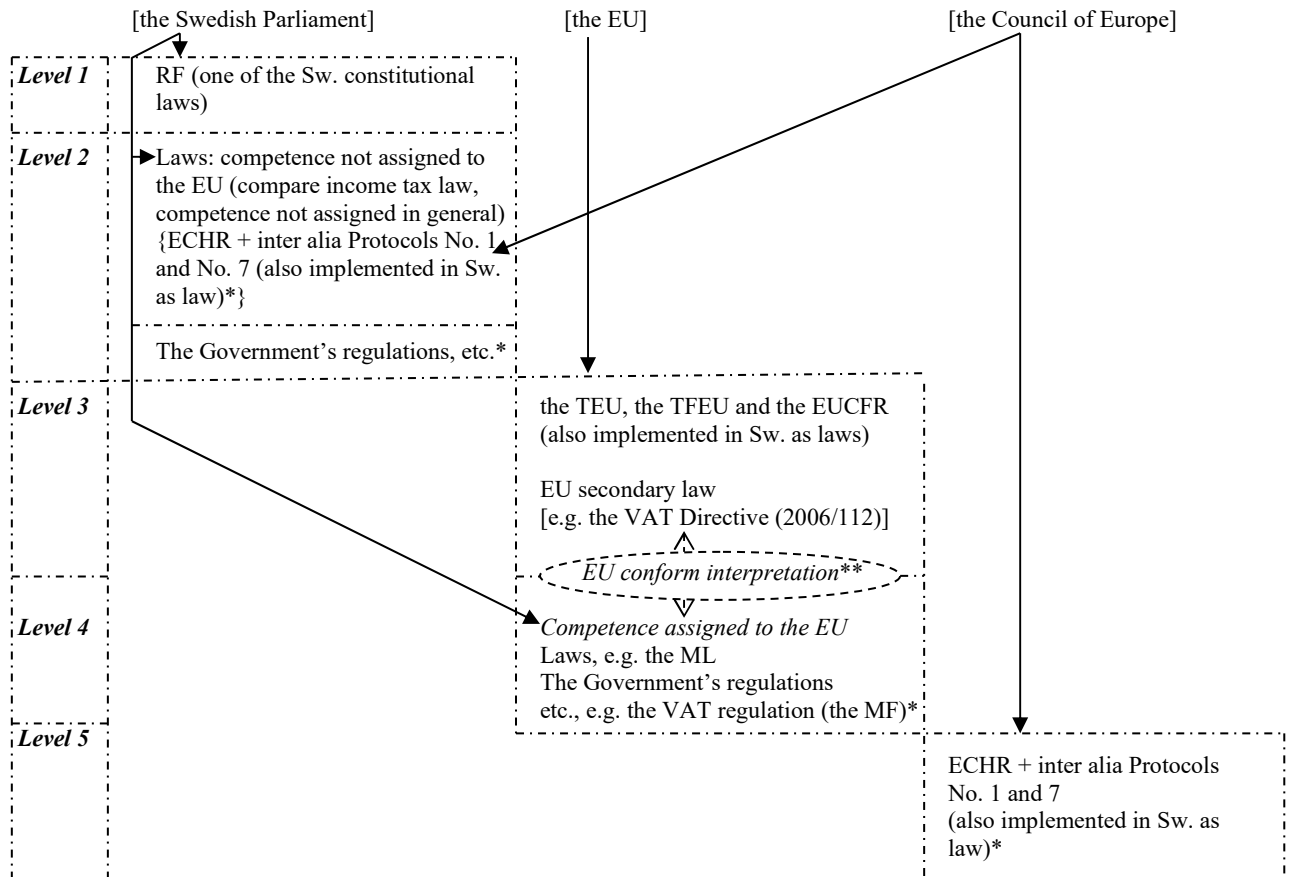 [the Swedish Parliament] [the EU] [the Council of Europe]
Level 1
RF (one of the Sw. constitutional
laws)
Level 2
Laws: competence not assigned to
the EU (compare income tax law,
competence not assigned in general)
{ECHR + inter alia Protocols No. 1
and No. 7 (also implemented in Sw.
as law)*}
The Government’s regulations, etc.*
Level 3
the TEU, the TFEU and the EUCFR
(also implemented in Sw. as laws)
EU secondary law
[e.g. the VAT Directive (2006/112)]
EU conform interpretation**
Level 4
Competence assigned to the EU
Laws, e.g. the ML
The Government’s regulations
etc., e.g. the VAT regulation (the MF)*
Level 5
ECHR + inter alia Protocols
No. 1 and 7
(also implemented in Sw. as
law)*